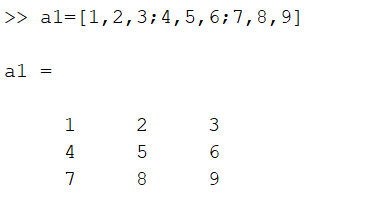 >> a1=[1,2,3;4,5,6;7,8,9]
a1 =
1 2 3
4 5 6
7 8 9